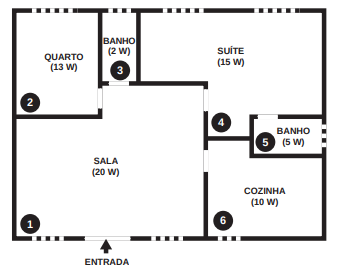 QUARTO
(13 W)
2
BANHO
(2 W)
3
SUÍTE
(15 W)
4
BANHO
(5 W)
5
SALA
(20 W)
1
COZINHA
(10 W)
6
ENTRADA